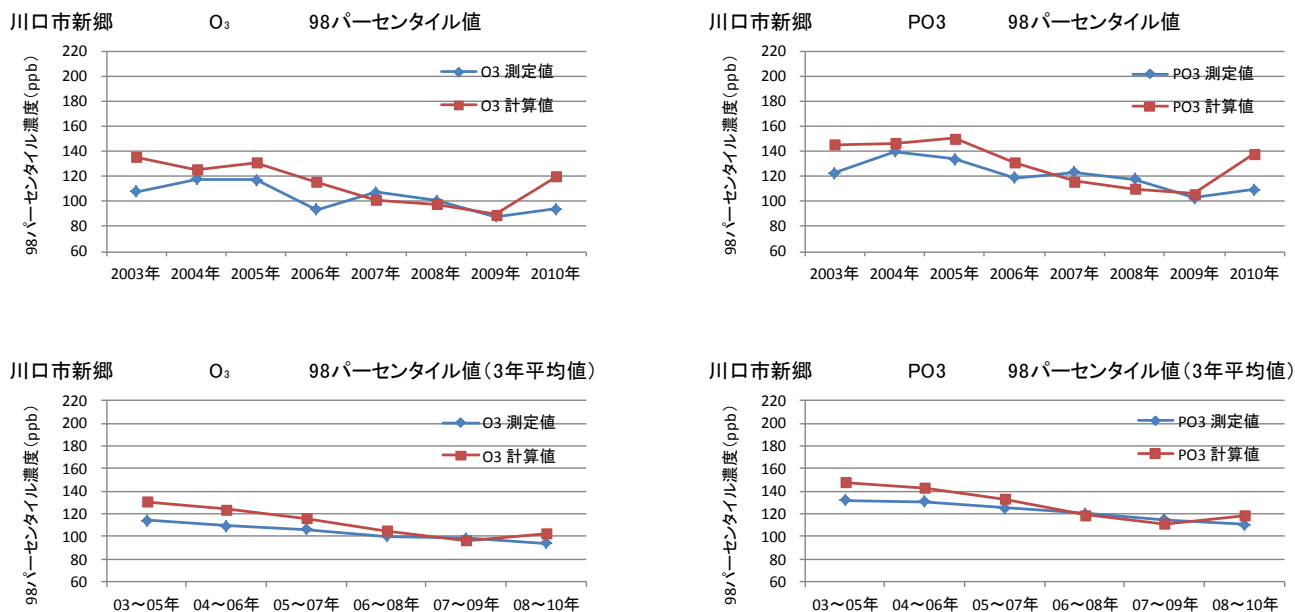 川口市新郷 O₃ 98パーセンタイル値
98パーセンタイル濃度(ppb)
220
200
180
160
140
120
100
80
60
O3 測定値
O3 計算値
2003年 2004年 2005年 2006年 2007年 2008年 2009年 2010年
川口市新郷 PO3 98パーセンタイル値
98パーセンタイル濃度(ppb)
220
200
180
160
140
120
100
80
60
PO3 測定値
PO3 計算値
2003年 2004年 2005年 2006年 2007年 2008年 2009年 2010年
川口市新郷 O₃ 98パーセンタイル値(3年平均値)
98パーセンタイル濃度(ppb)
220
200
180
160
140
120
100
80
60
O3 測定値
O3 計算値
03～05年 04～06年 05～07年 06～08年 07～09年 08～10年
川口市新郷 PO3 98パーセンタイル値(3年平均値)
98パーセンタイル濃度(ppb)
220
200
180
160
140
120
100
80
60
PO3 測定値
PO3 計算値
03～05年 04～06年 05～07年 06～08年 07～09年 08～10年